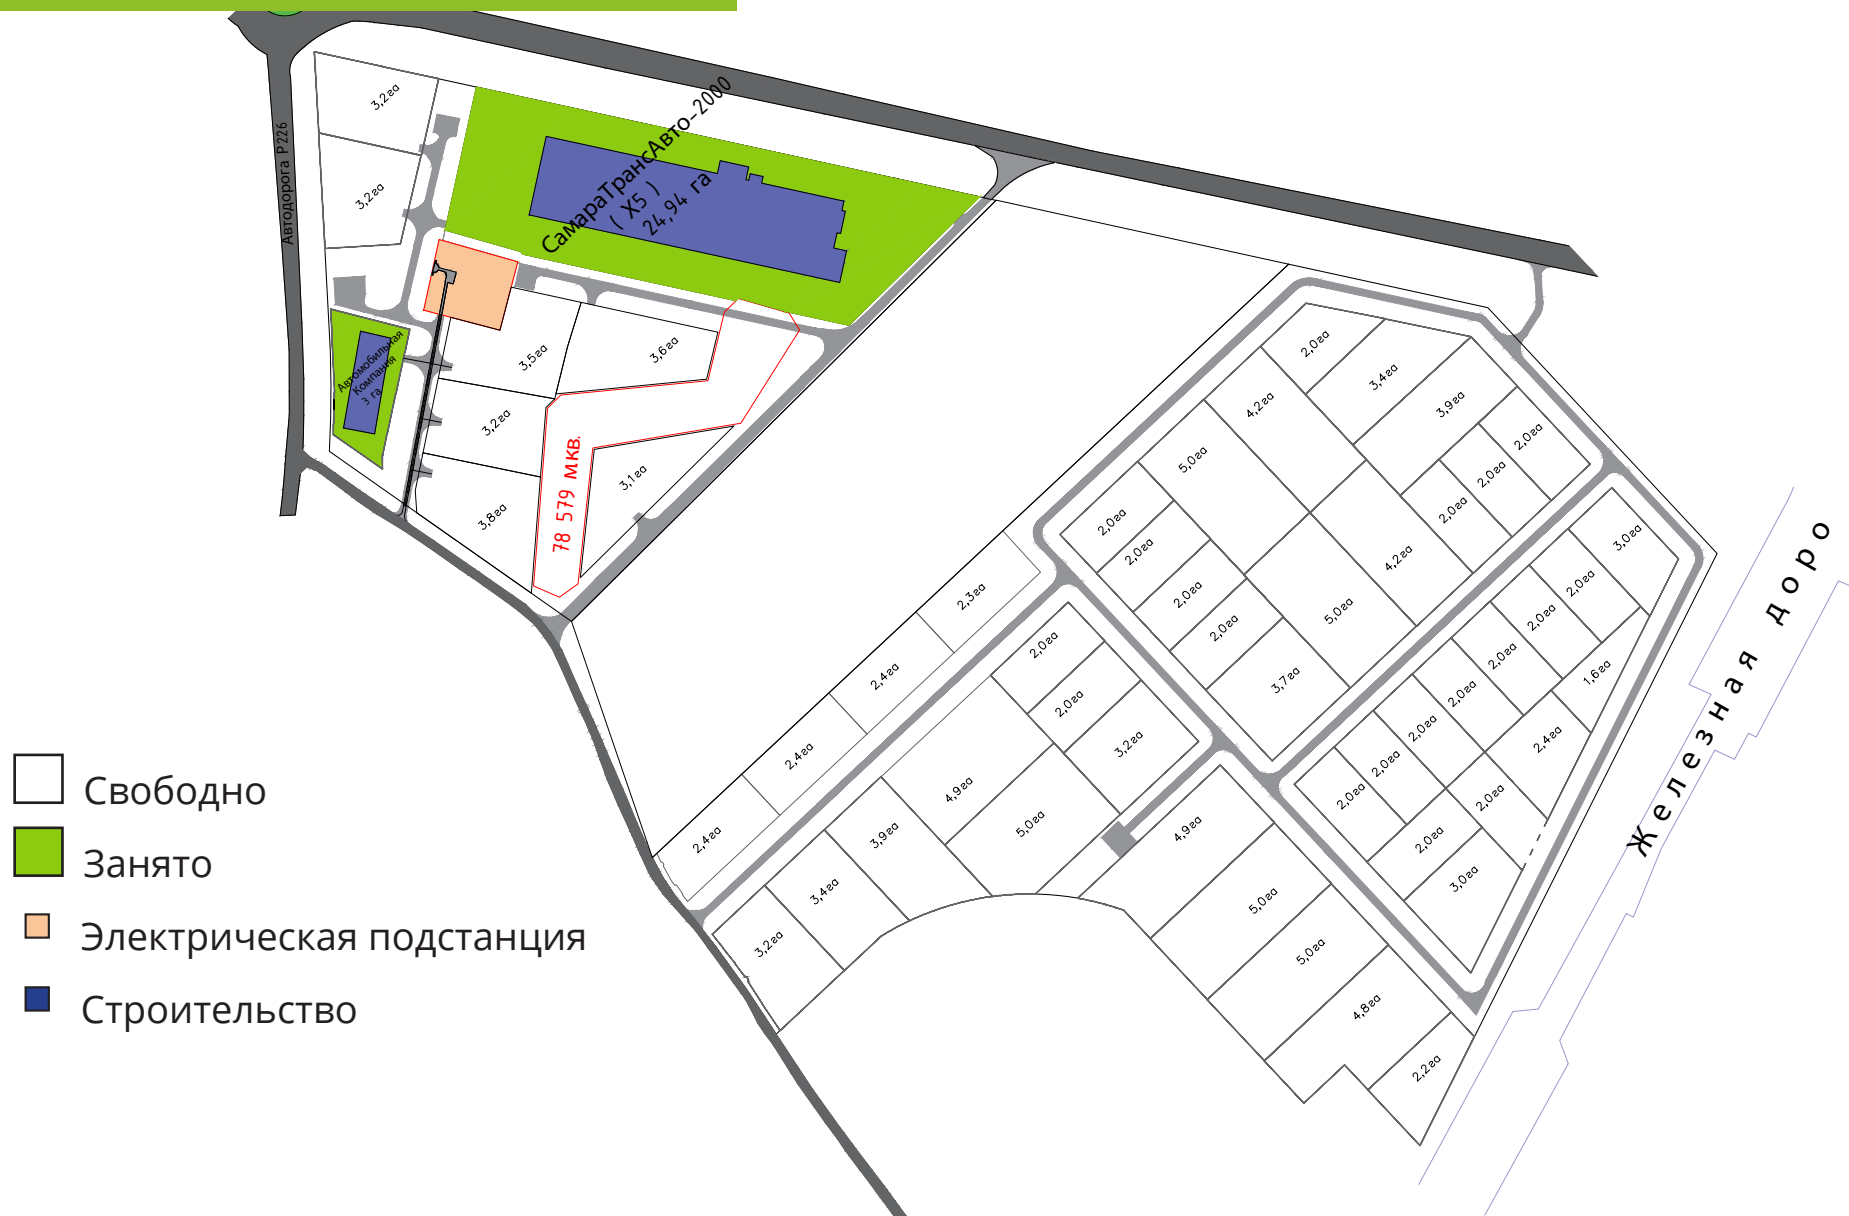 Автодорога Р226
3,2га
3,2га
СамараТрансАвто-2000
( Х5 )
24,94 га
Автомобильная
Компания
3 га
3,5га
3,6га
3,2га
3,8га
3,1га
78 579 мкв.
2,0га
3,4га
4,2га
3,9га
5,0га
2,0га
2,0га
2,0га
2,0га
2,0га
2,0га
2,0га
4,2га
5,0га
3,7га
3,0га
2,0га
2,0га
2,0га
2,0га
2,0га
2,0га
2,0га
1,6га
2,4га
2,0га
2,0га
3,0га
2,3га
2,4га
2,4га
2,4га
2,0га
2,0га
3,2га
4,9га
5,0га
3,9га
3,4га
3,2га
4,9га
5,0га
5,0га
4,8га
2,2га
Железная доро
Свободно
Занято
Электрическая подстанция
Строительство